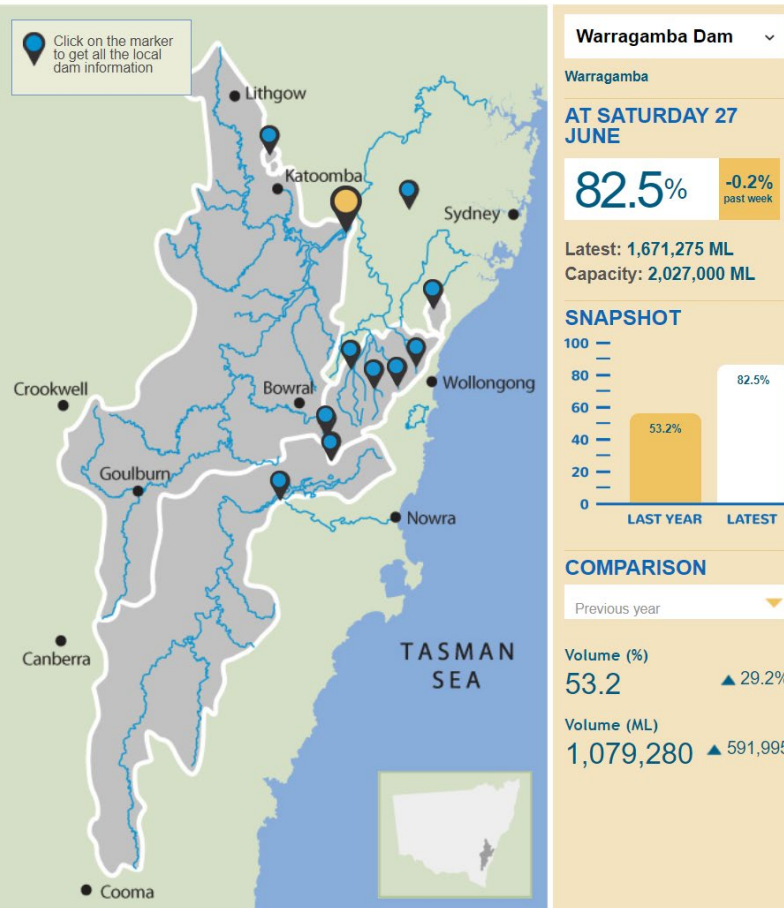 Click on the marker
to get all the local
dam information
Lithgow
Katoomba
Sydney
Crookwell
Bowral
Wollongong
Goulburn
Nowra
Canberra
TASMAN
SEA
Cooma
Warragamba Dam
Warragamba
AT SATURDAY 27
JUNE
82.5%
-0.2%
past week
Latest: 1,671,275 ML
Capacity: 2,027,000 ML
SNAPSHOT
100
80
60
40
20
0
53.2%
82.5%
LAST YEAR
LATEST
COMPARISON
Previous year
Volume (%)
53.2 ▲ 29.2%
Volume (ML)
1,079,280 ▲ 591,995